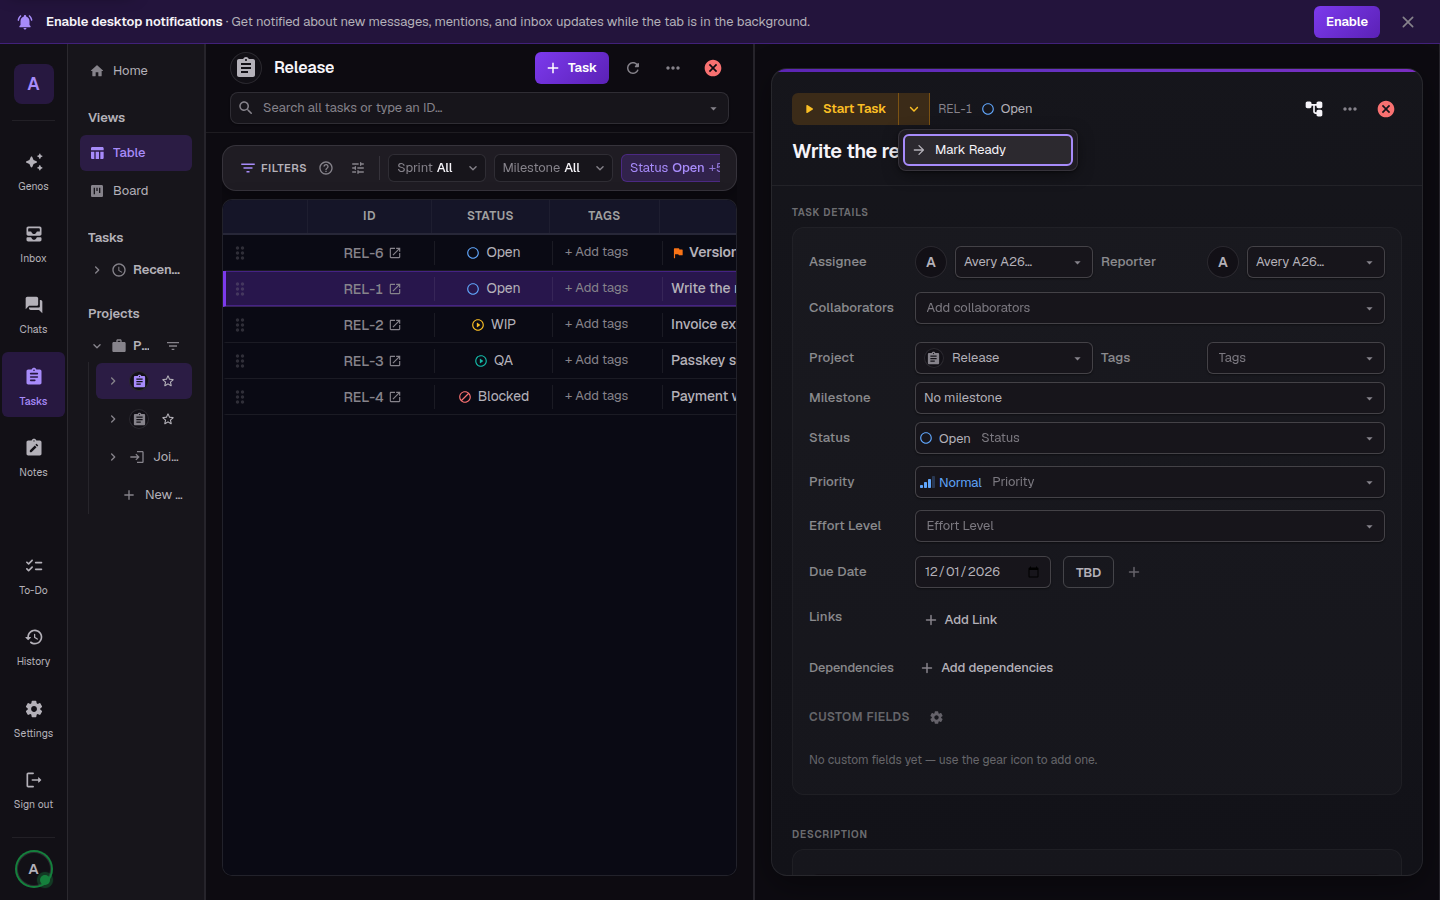 Enable desktop notifications · Get notified about new messages, mentions, and inbox updates while the tab is in the background.
Enable
A
Genos
Inbox
Chats
Tasks
Notes
To-Do
History
Settings
Sign out
A
Home
Views
Table
Board
Tasks
Recen...
Projects
P...
Joi...
New ...
Release
Task
Search all tasks or type an ID...
FILTERS
Sprint All
Milestone All
Status Open +5
ID STATUS TAGS
REL-6 Open + Add tags Version
REL-1 Open + Add tags Write the
REL-2 WIP + Add tags Invoice ex
REL-3 QA + Add tags Passkey s
REL-4 Blocked + Add tags Payment
Start Task
REL-1 Open
Mark Ready
Write the re
TASK DETAILS
Assignee A Avery A26... Reporter A Avery A26...
Collaborators Add collaborators
Project Release Tags Tags
Milestone No milestone
Status Open Status
Priority Normal Priority
Effort Level Effort Level
Due Date 12/01/2026 TBD
Links Add Link
Dependencies Add dependencies
CUSTOM FIELDS
No custom fields yet — use the gear icon to add one.
DESCRIPTION